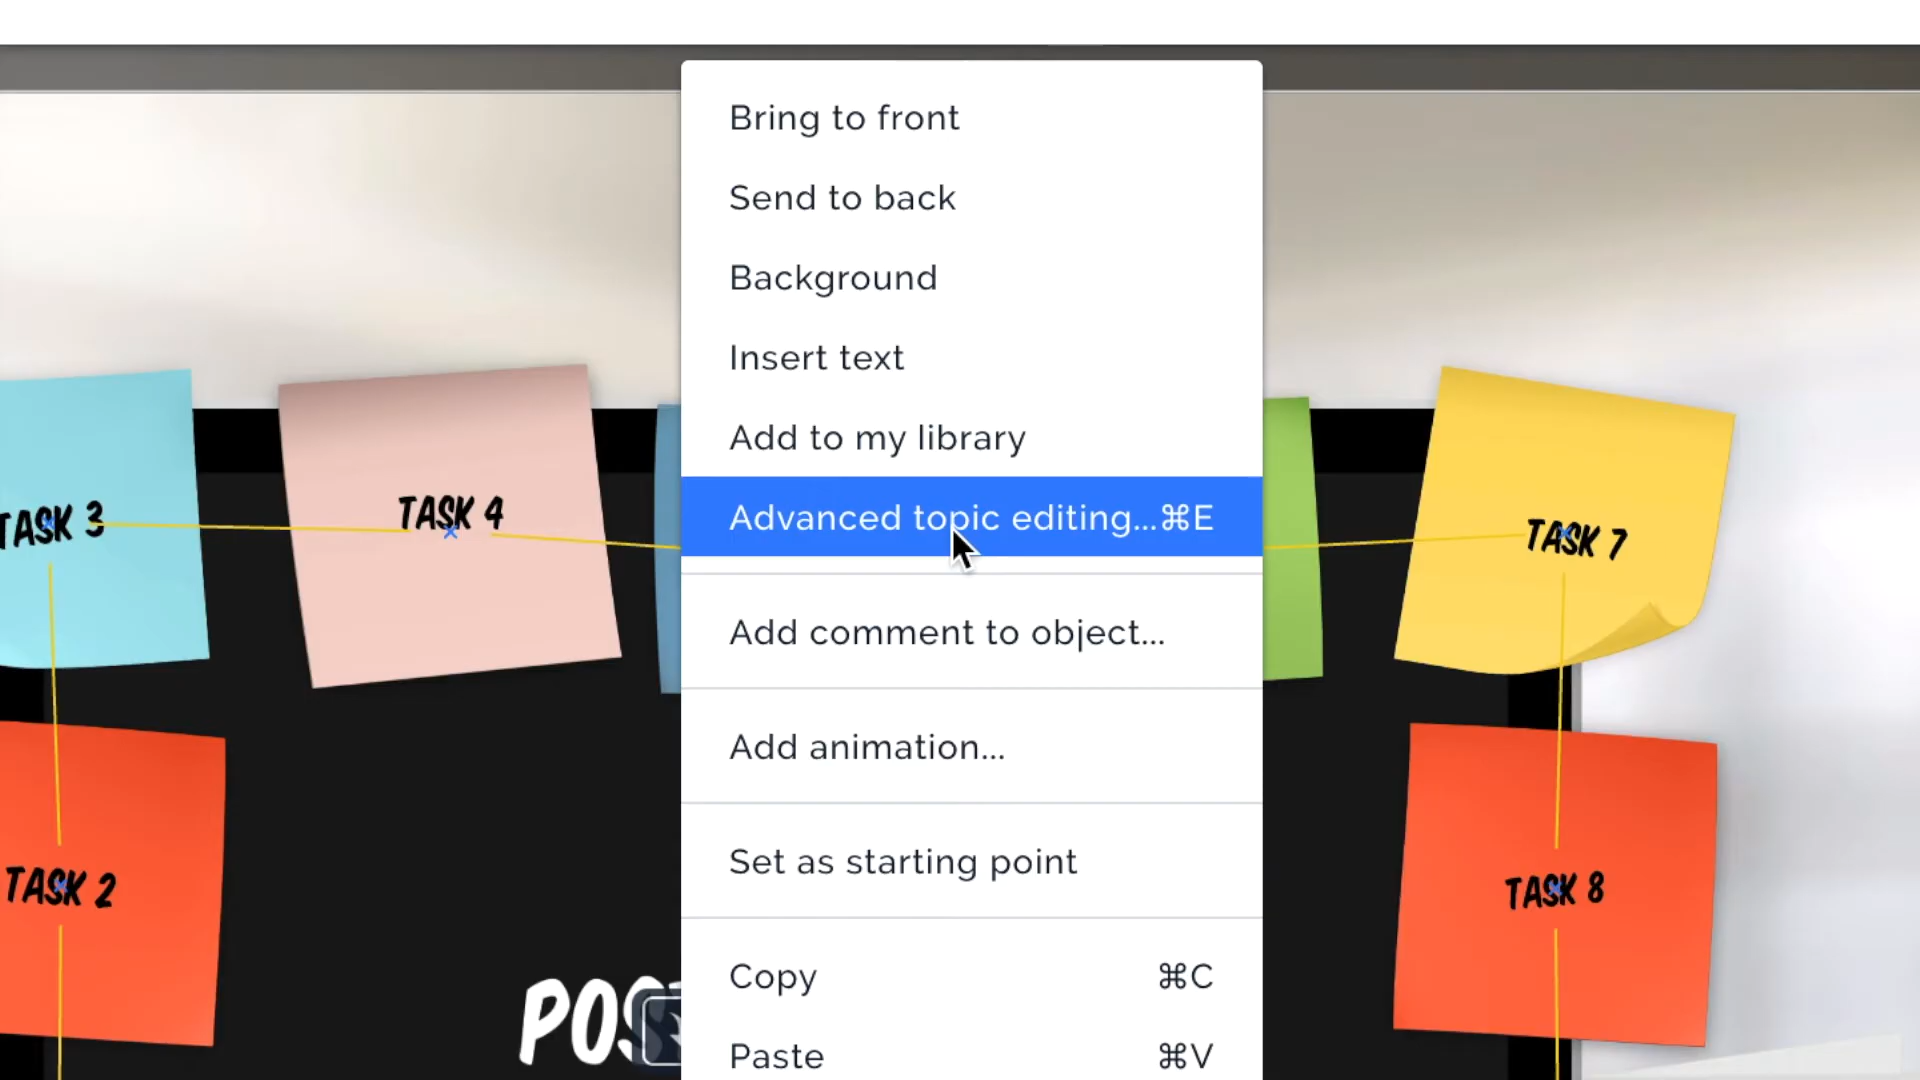 Bring to front
Send to back
Background
Insert text
Add to my library
Advanced topic editing...⌘E
Add comment to object...
Add animation...
Set as starting point
Copy ⌘C
Paste ⌘V
TASK 3
TASK 4
TASK 7
TASK 2
TASK 8
POS